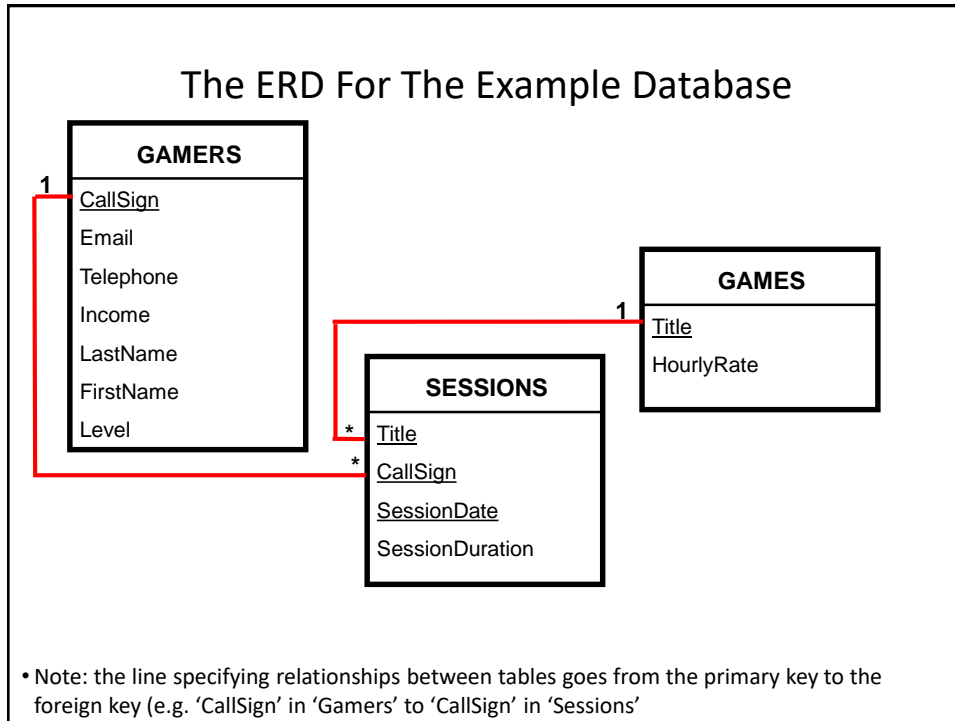 The ERD For The Example Database
GAMERS
1
CallSign
Email
Telephone
Income
LastName
FirstName
Level
GAMES
1
Title
HourlyRate
SESSIONS
*
Title
*
CallSign
SessionDate
SessionDuration
• Note: the line specifying relationships between tables goes from the primary key to the
foreign key (e.g. ‘CallSign’ in ‘Gamers’ to ‘CallSign’ in ‘Sessions‘